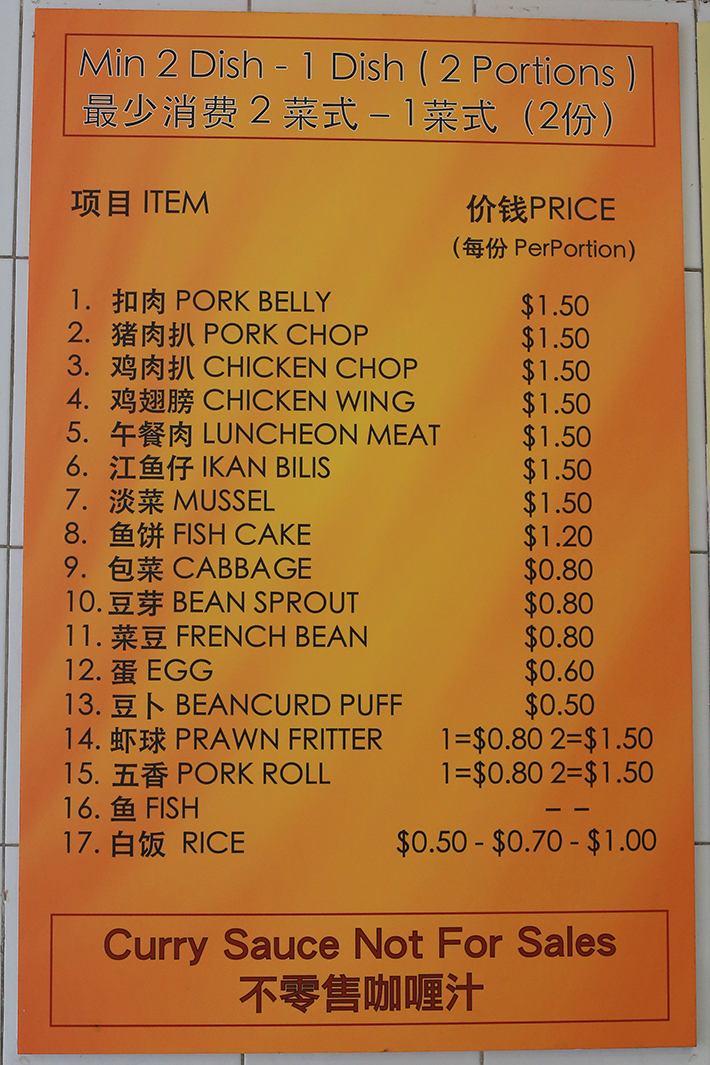 Min 2 Dish - 1 Dish ( 2 Portions )
最少消费 2 菜式 – 1菜式 （2份）
项目 ITEM 价钱PRICE
（每份 PerPortion）
1. 扣肉 PORK BELLY $1.50
2. 猪肉扒 PORK CHOP $1.50
3. 鸡肉扒 CHICKEN CHOP $1.50
4. 鸡翅膀 CHICKEN WING $1.50
5. 午餐肉 LUNCHEON MEAT $1.50
6. 江鱼仔 IKAN BILIS $1.50
7. 淡菜 MUSSEL $1.50
8. 鱼饼 FISH CAKE $1.20
9. 包菜 CABBAGE $0.80
10. 豆芽 BEAN SPROUT $0.80
11. 菜豆 FRENCH BEAN $0.80
12. 蛋 EGG $0.60
13. 豆卜 BEANCURD PUFF $0.50
14. 虾球 PRAWN FRITTER 1=$0.80 2=$1.50
15. 五香 PORK ROLL 1=$0.80 2=$1.50
16. 鱼 FISH – –
17. 白饭 RICE $0.50 - $0.70 - $1.00
Curry Sauce Not For Sales
不零售咖喱汁